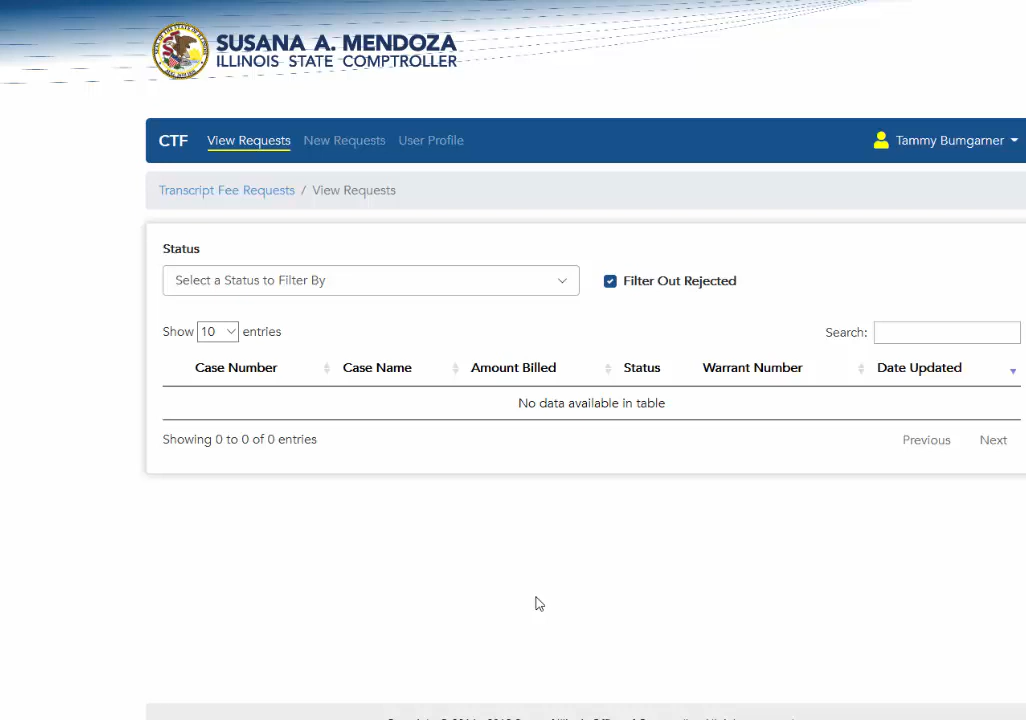 SUSANA A. MENDOZA
ILLINOIS STATE COMPTROLLER
CTF View Requests New Requests User Profile Tammy Bumgarner
Transcript Fee Requests / View Requests
Status
Select a Status to Filter By Filter Out Rejected
Show 10 entries Search:
Case Number Case Name Amount Billed Status Warrant Number Date Updated
No data available in table
Showing 0 to 0 of 0 entries Previous Next